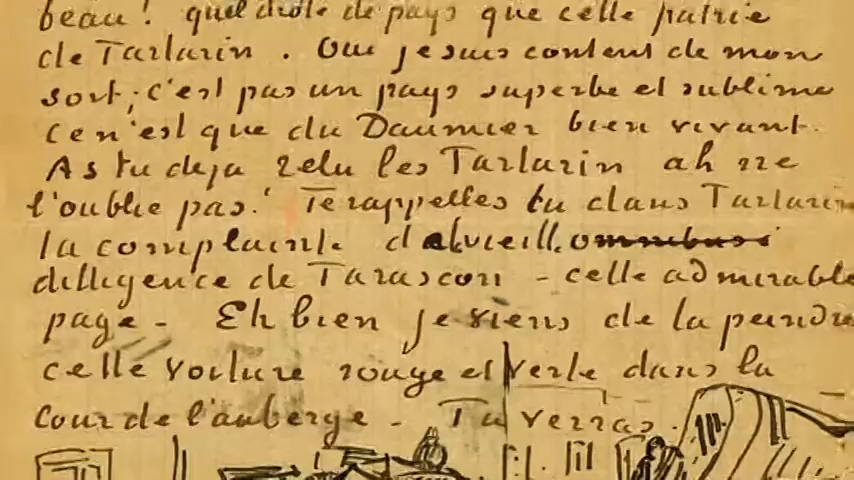 beau! quel drôle de pays que cette patrie
de Tartarin. Oui je suis content de mon
sort; c'est pas un pays superbe et sublime
ce n'est que du Daumier bien vivant.
As tu deja relu les Tartarin ah ne
l'oublie pas! Te rappelles tu dans Tartarin
la complainte de la vieille omnibus
dilligence de Tarascon - cette admirable
page - Eh bien je viens de la peindre
cette voiture rouge et verte dans la
cour de l'auberge - Tu verras.